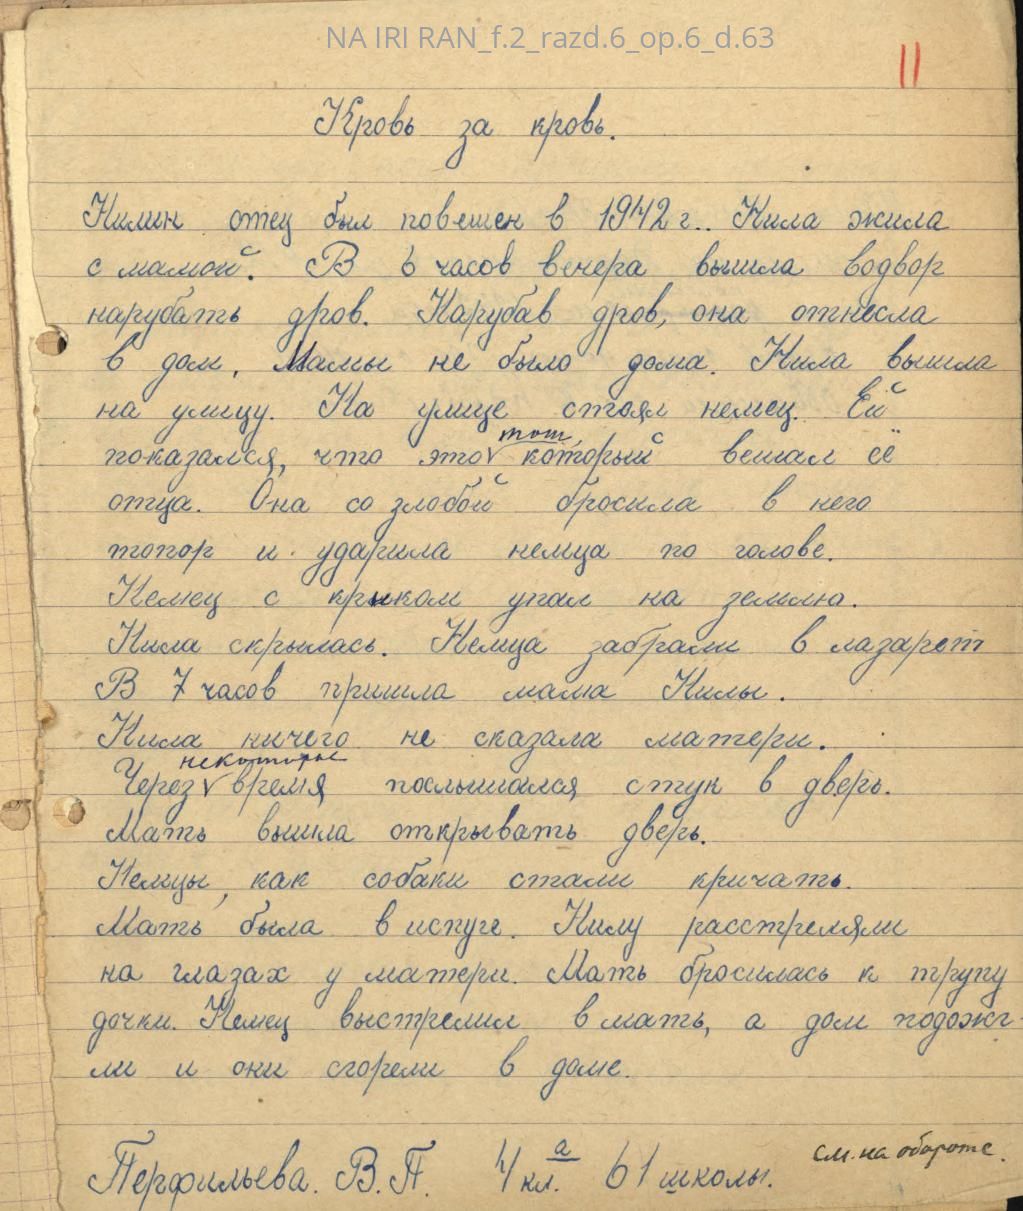 NA IRI RAN_f.2_razd.6_op.6_d.63
11
Кровь за кровь.
Нилин отец был повешен в 1942 г.. Нила жила
с мамой. В 6 часов вечера вышла водвор
нарубать дров. Нарубав дров, она отнесла
в дом, Мамы не было дома. Нила вышла
на улицу. На улице стоял немец. Ей
показался, что это тот, который вешал её
отца. Она со злобой бросила в него
топор и ударила немца по голове.
Немец с криком упал на землю.
Нила скрылась. Немца забрали в лазарет
В 7 часов пришла мама Нилы.
Нила ничего не сказала матери.
Через некоторые время послышался стук в дверь.
Мать вышла открывать дверь.
Немцы, как собаки стали кричать.
Мать была в испуге. Нилу расстреляли
на глазах у матери. Мать бросилась к трупу
дочки. Немец выстрелил в мать, а дом подожг-
ли и они сгорели в доме.
Перфильева. В.П. 4 кл. а 61 школы.
см. на обороте.